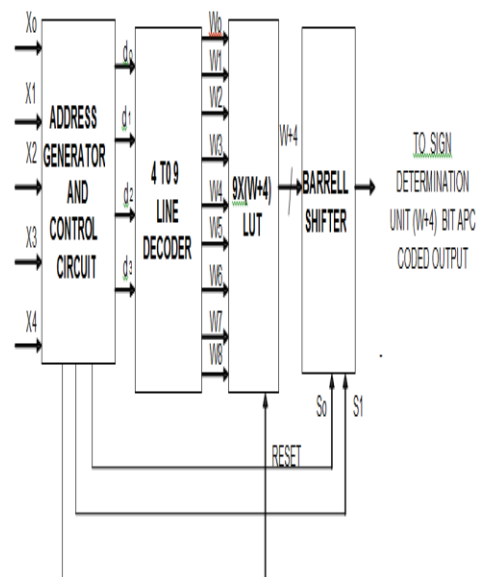 X0
X1
X2
X3
X4
ADDRESS
GENERATOR
AND
CONTROL
CIRCUIT
d0
d1
d2
d3
4 TO 9
LINE
DECODER
W0
W1
W2
W3
W4
W5
W6
W7
W8
9X(W+4)
LUT
W+4
BARRELL
SHIFTER
TO SIGN
DETERMINATION
UNIT (W+4) BIT APC
CODED OUTPUT
S0
S1
RESET